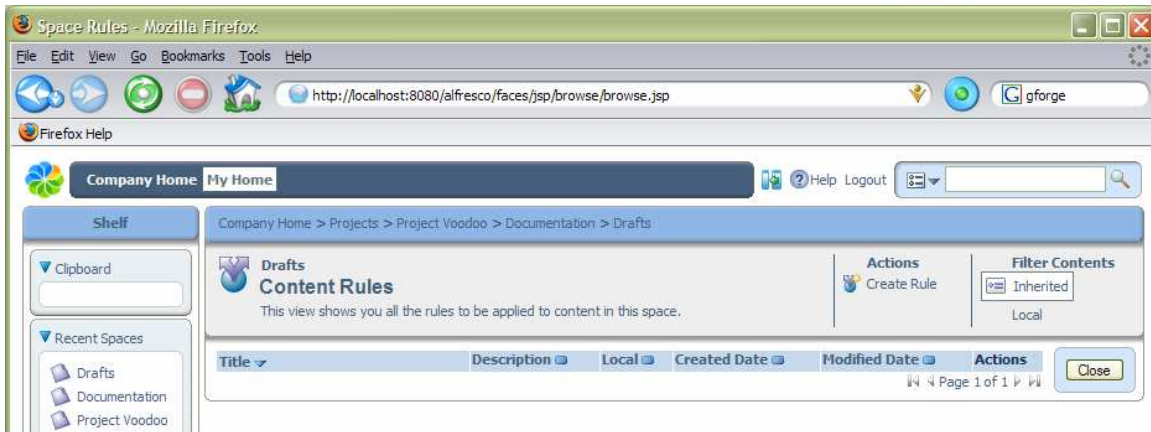 Space Rules - Mozilla Firefox
File Edit View Go Bookmarks Tools Help
http://localhost:8080/alfresco/faces/jsp/browse/browse.jsp
G gforge
Firefox Help
Company Home My Home
Help Logout
Shelf
Company Home > Projects > Project Voodoo > Documentation > Drafts
Clipboard
Drafts
Content Rules
This view shows you all the rules to be applied to content in this space.
Actions
Create Rule
Filter Contents
Inherited
Local
Recent Spaces
Drafts
Documentation
Project Voodoo
Title Description Local Created Date Modified Date Actions
Page 1 of 1
Close